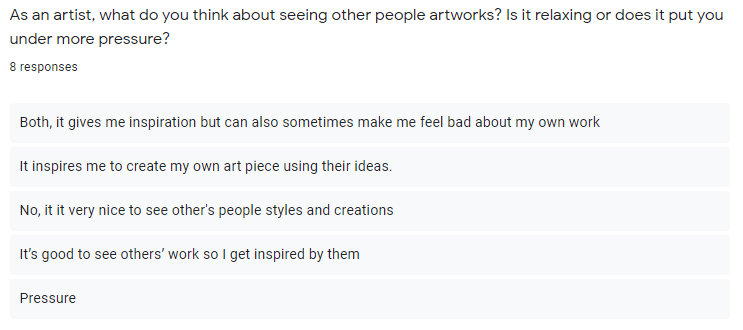 As an artist, what do you think about seeing other people artworks? Is it relaxing or does it put you
under more pressure?
8 responses
Both, it gives me inspiration but can also sometimes make me feel bad about my own work
It inspires me to create my own art piece using their ideas.
No, it it very nice to see other's people styles and creations
It's good to see others' work so I get inspired by them
Pressure